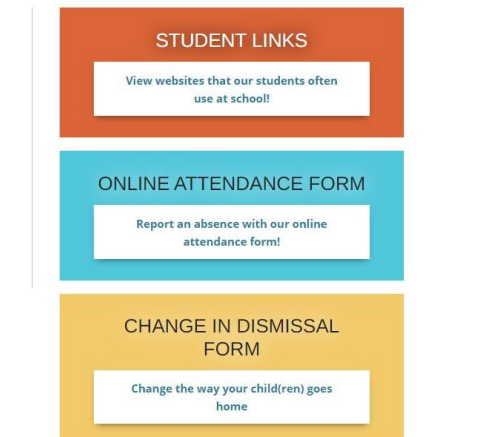 STUDENT LINKS
View websites that our students often
use at school!
ONLINE ATTENDANCE FORM
Report an absence with our online
attendance form!
CHANGE IN DISMISSAL
FORM
Change the way your child(ren) goes
home